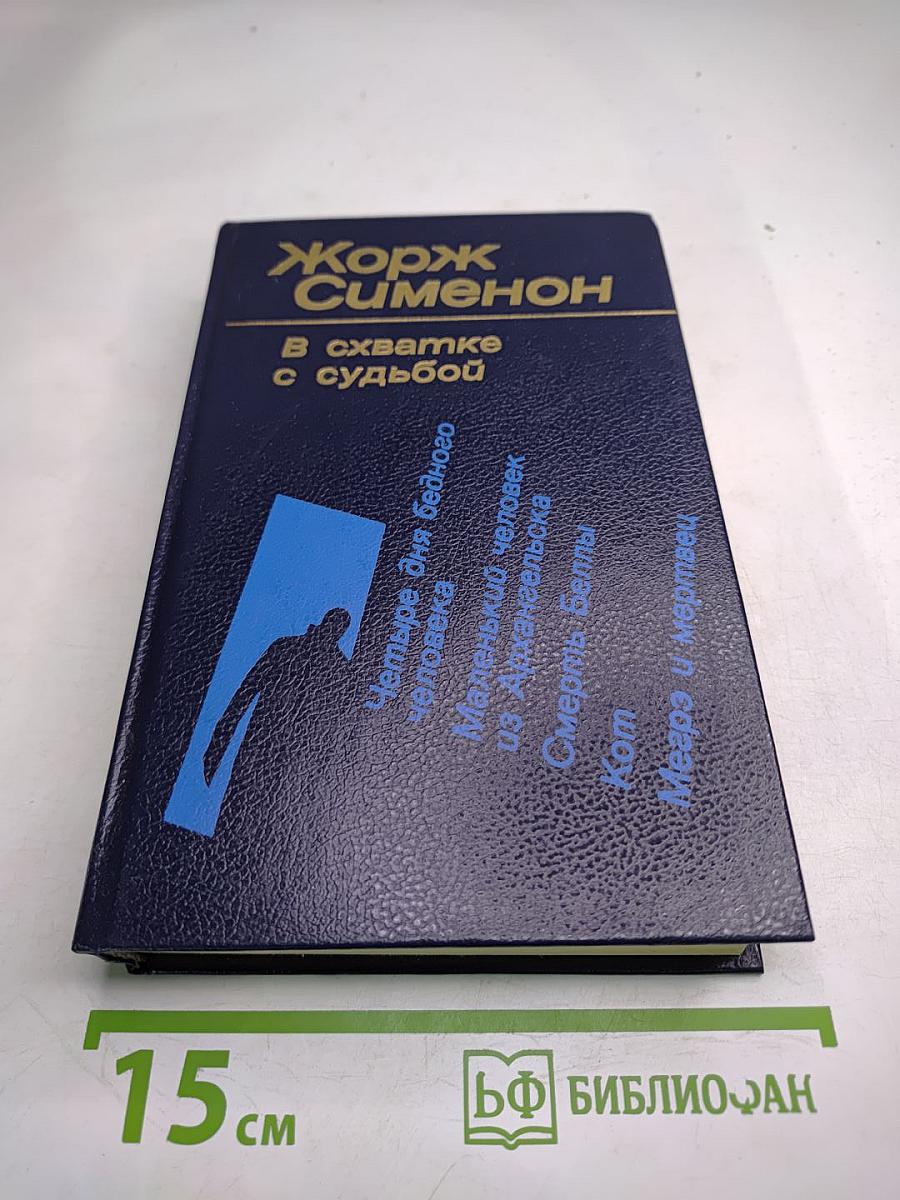 Жорж
Сименон
В схватке
с судьбой
Четыре дня бедного
человека
Маленький человек
из Архангельска
Смерть Беллы
Кот
Мегрэ и мертвец
15 см
БФ
БИБЛИОФАН